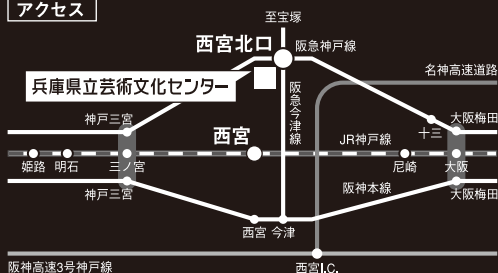 アクセス
至宝塚
西宮北口
阪急神戸線
名神高速道路
兵庫県立芸術文化センター
阪急今津線
神戸三宮
十三
大阪梅田
西宮
JR神戸線
姫路
明石
三ノ宮
尼崎
大阪
神戸三宮
阪神本線
大阪梅田
西宮
今津
阪神高速3号神戸線
西宮I.C.